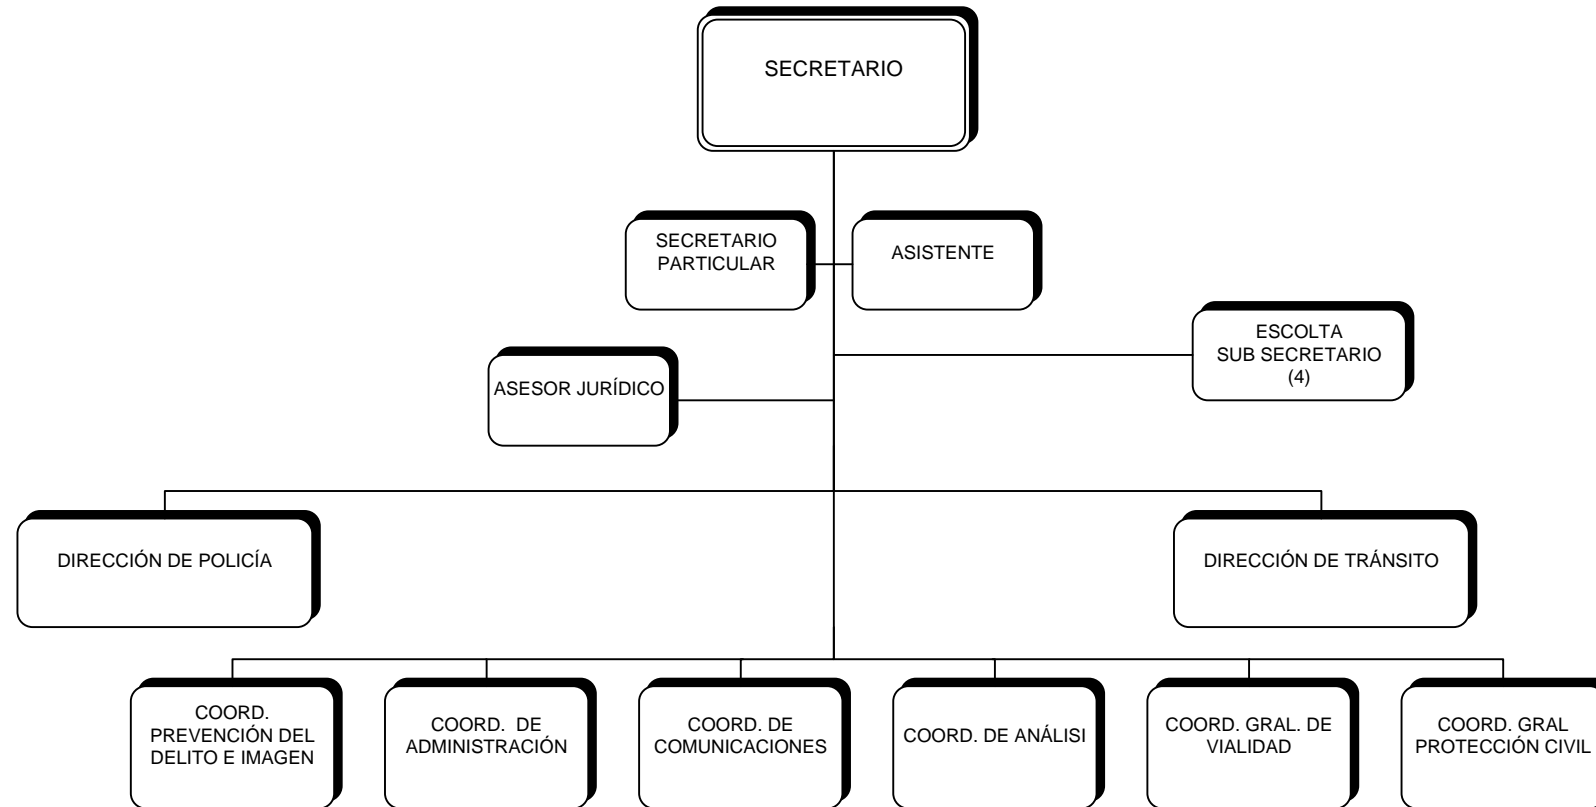 SECRETARIO
SECRETARIO
PARTICULAR
ASISTENTE
ESCOLTA
SUB SECRETARIO
(4)
ASESOR JURÍDICO
DIRECCIÓN DE POLICÍA
DIRECCIÓN DE TRÁNSITO
COORD.
PREVENCIÓN DEL
DELITO E IMAGEN
COORD. DE
ADMINISTRACIÓN
COORD. DE
COMUNICACIONES
COORD. DE ANÁLISI
COORD. GRAL. DE
VIALIDAD
COORD. GRAL
PROTECCIÓN CIVIL